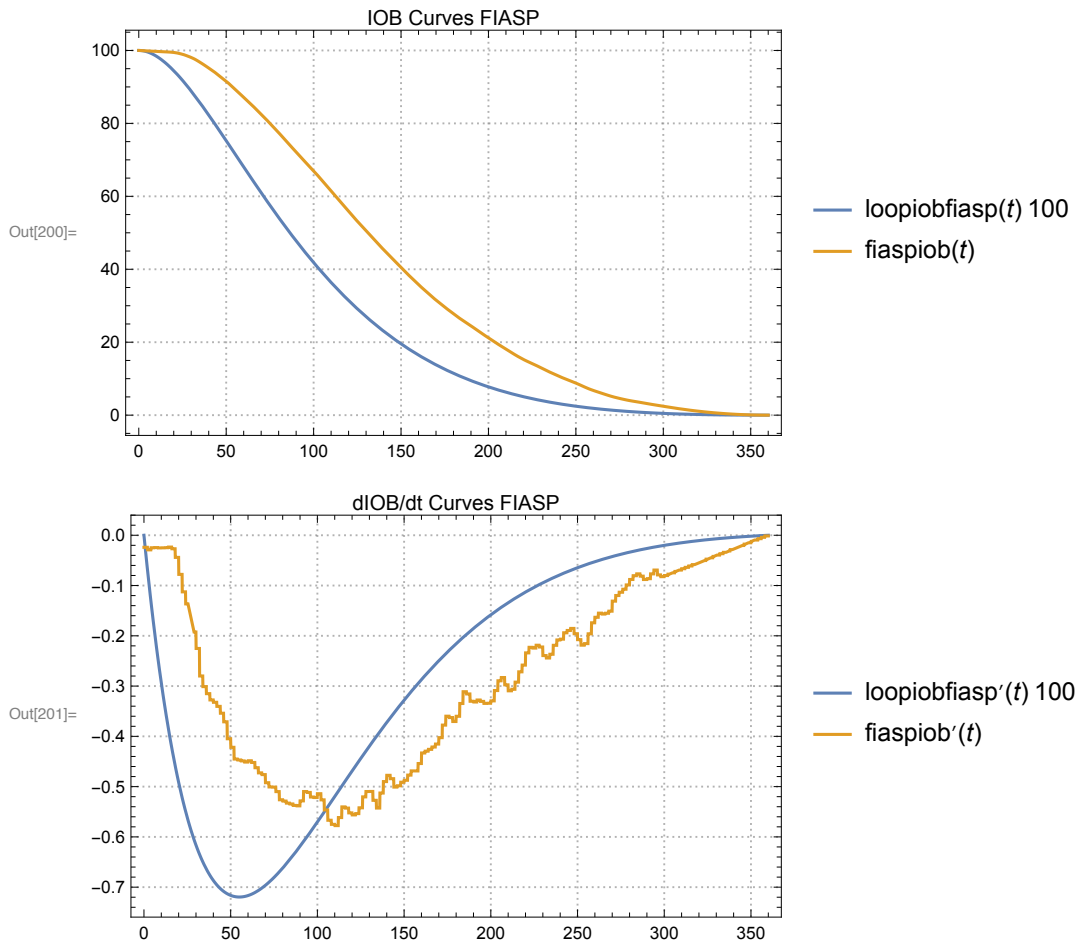 IOB Curves FIASP
100
80
60
40
20
0
0 50 100 150 200 250 300 350
Out[200]=
loopiobfiasp(t) 100
fiaspiob(t)
dIOB/dt Curves FIASP
0.0
−0.1
−0.2
−0.3
−0.4
−0.5
−0.6
−0.7
0 50 100 150 200 250 300 350
Out[201]=
loopiobfiasp′(t) 100
fiaspiob′(t)